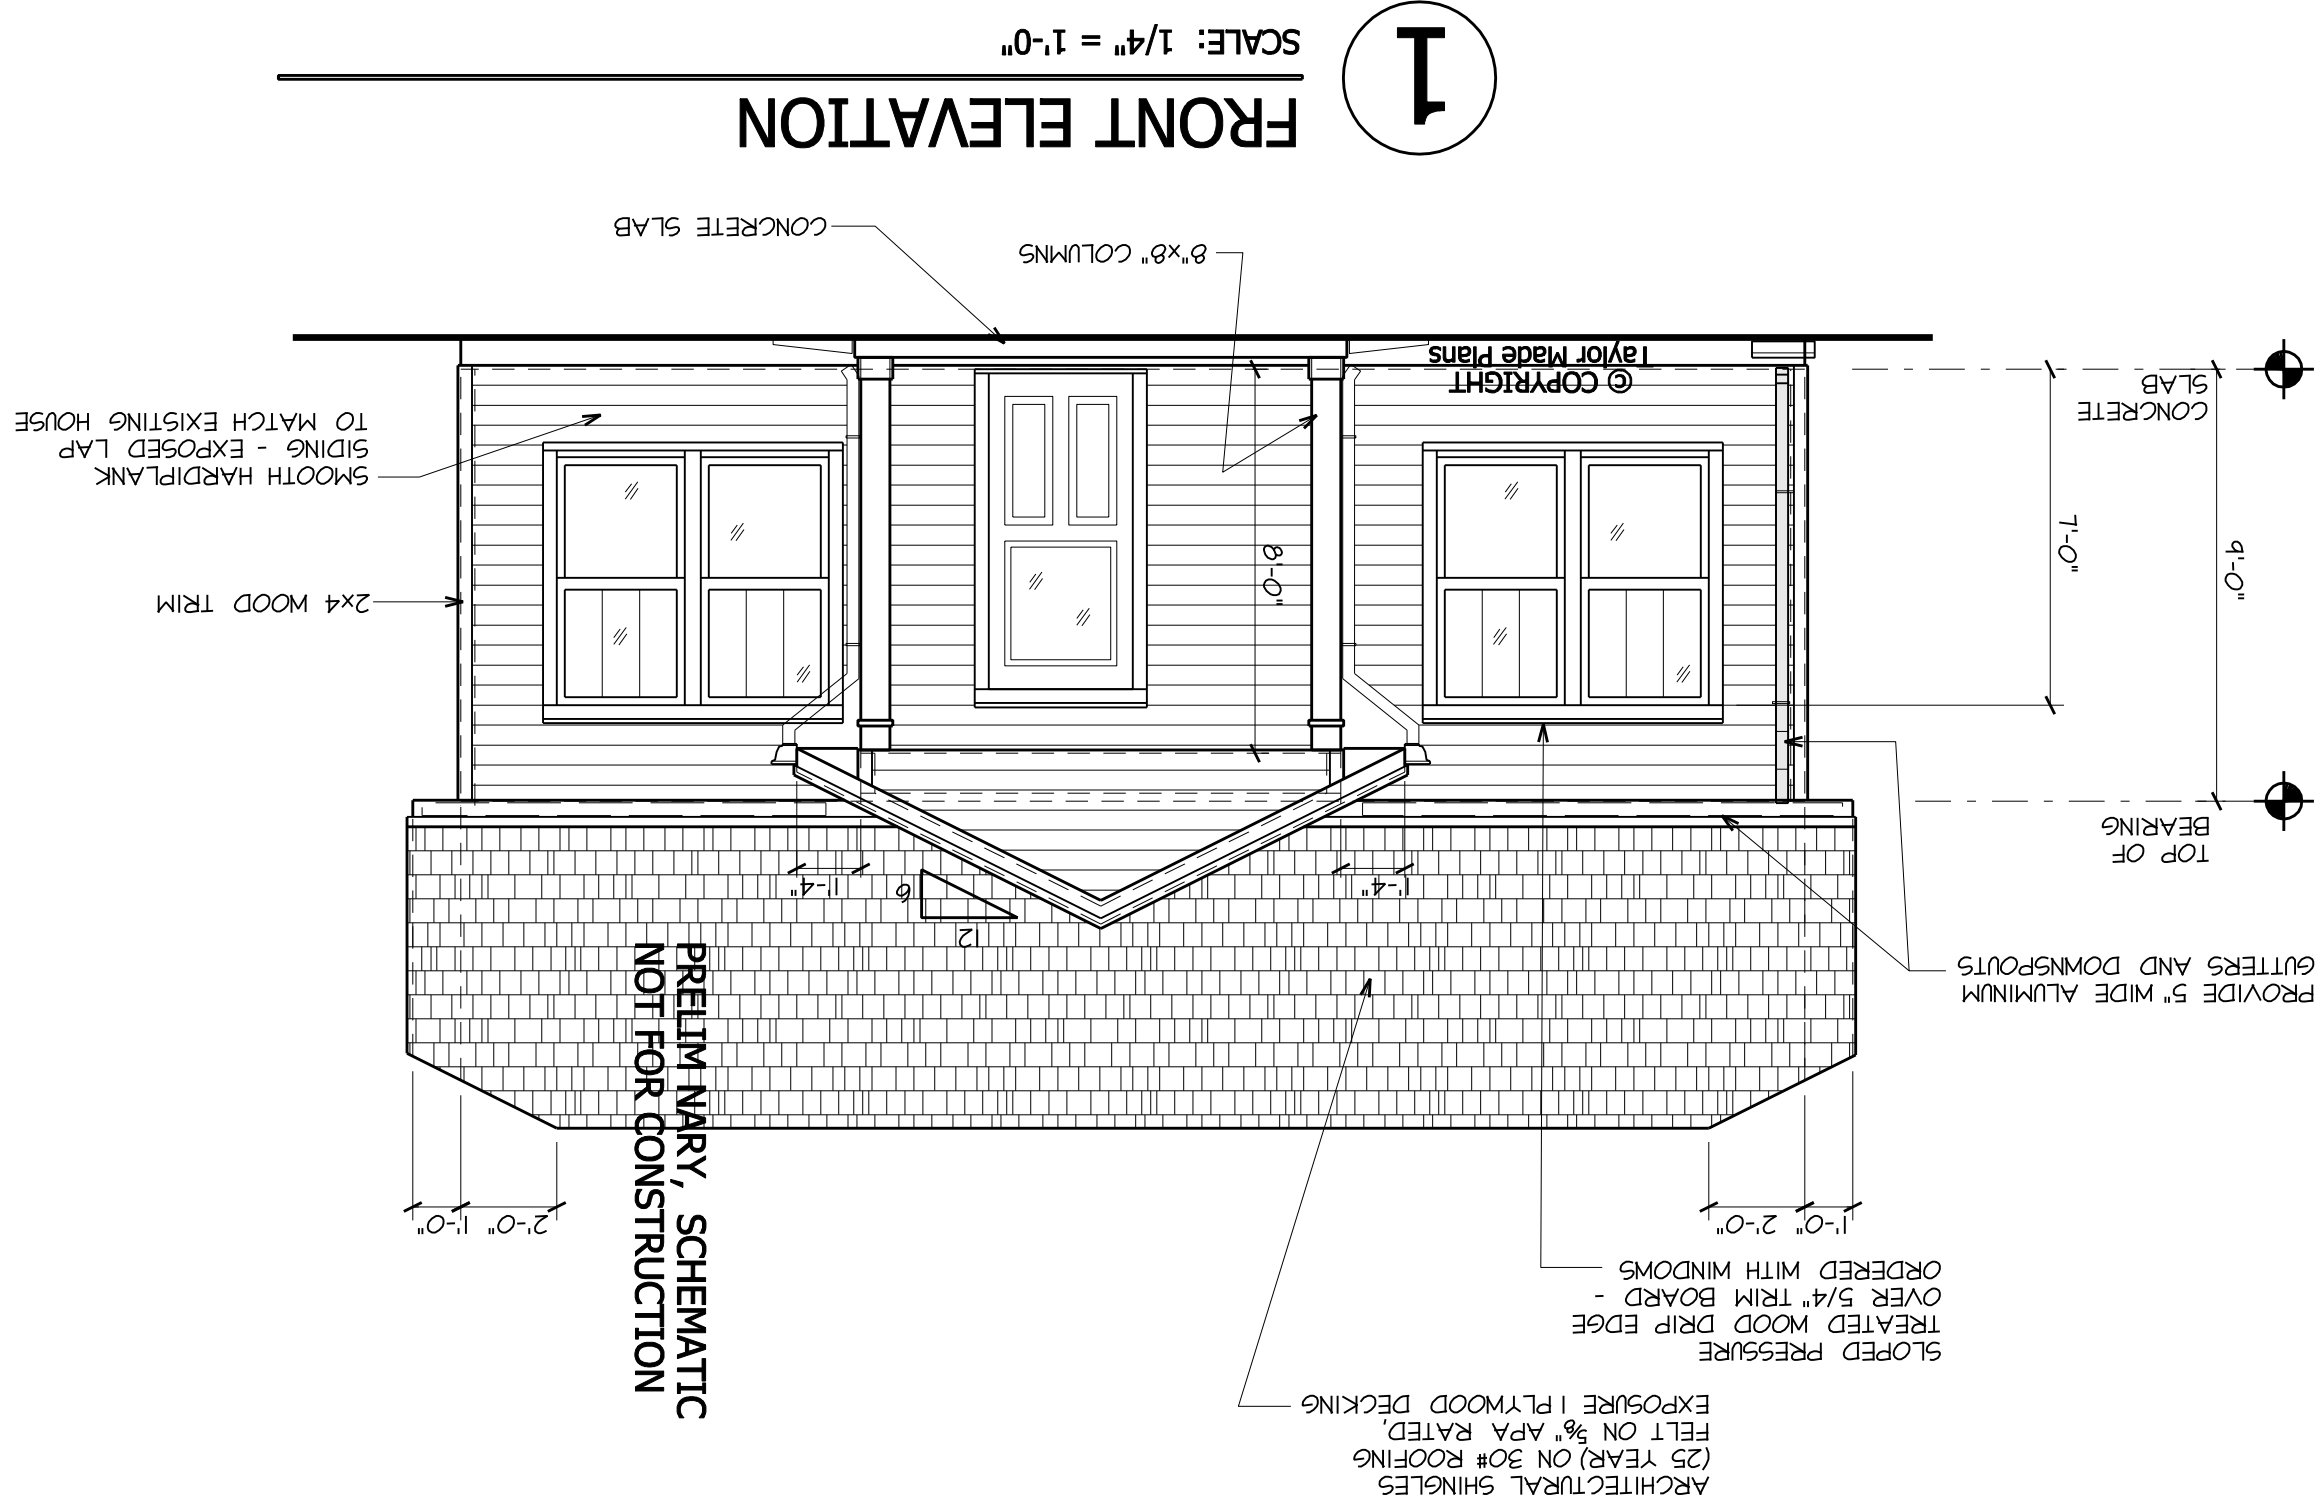 ARCHITECTURAL SHINGLES
(25 YEAR) ON 30# ROOFING
FELT ON ⅝" APA RATED,
EXPOSURE 1 PLYWOOD DECKING
SLOPED PRESSURE
TREATED WOOD DRIP EDGE
OVER 5/4" TRIM BOARD -
ORDERED WITH WINDOWS
1'-0" 2'-0"
2'-0" 1'-0"
PRELIM NARY, SCHEMATIC
NOT FOR CONSTRUCTION
PROVIDE 5" WIDE ALUMINUM
GUTTERS AND DOWNSPOUTS
12
6
1'-4"
1'-4"
TOP OF
BEARING
9'-0"
7'-0"
8'-0"
2x4 WOOD TRIM
SMOOTH HARDIPLANK
SIDING - EXPOSED LAP
TO MATCH EXISTING HOUSE
CONCRETE
SLAB
© COPYRIGHT
Taylor Made Plans
8"x8" COLUMNS
CONCRETE SLAB
1
FRONT ELEVATION
SCALE: 1/4" = 1'-0"